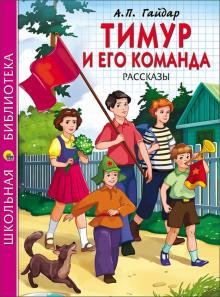 А.П. Гайдар
ТИМУР
И ЕГО КОМАНДА
РАССКАЗЫ
ШКОЛЬНАЯ БИБЛИОТЕКА